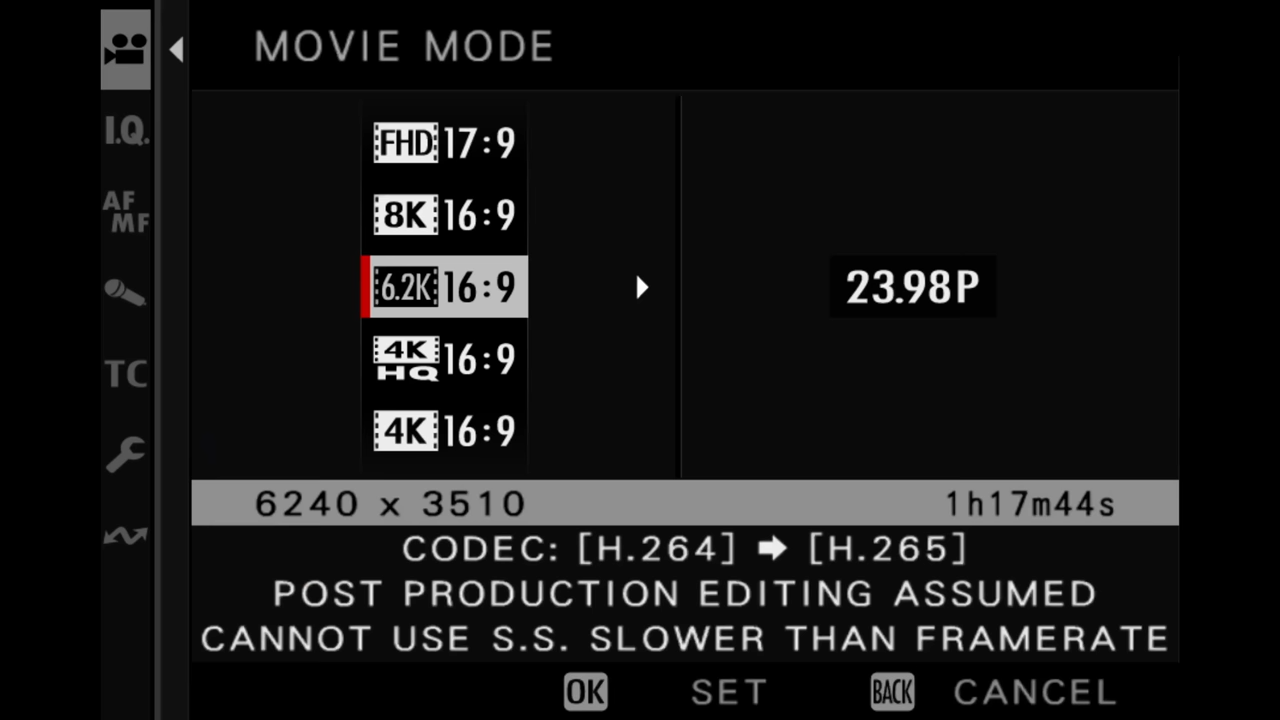 MOVIE MODE
I.Q.
AF
MF
TC
FHD 17:9
8K 16:9
6.2K 16:9
4K HQ 16:9
4K 16:9
23.98P
6240 x 3510 1h17m44s
CODEC: [H.264] ➡ [H.265]
POST PRODUCTION EDITING ASSUMED
CANNOT USE S.S. SLOWER THAN FRAMERATE
OK SET BACK CANCEL